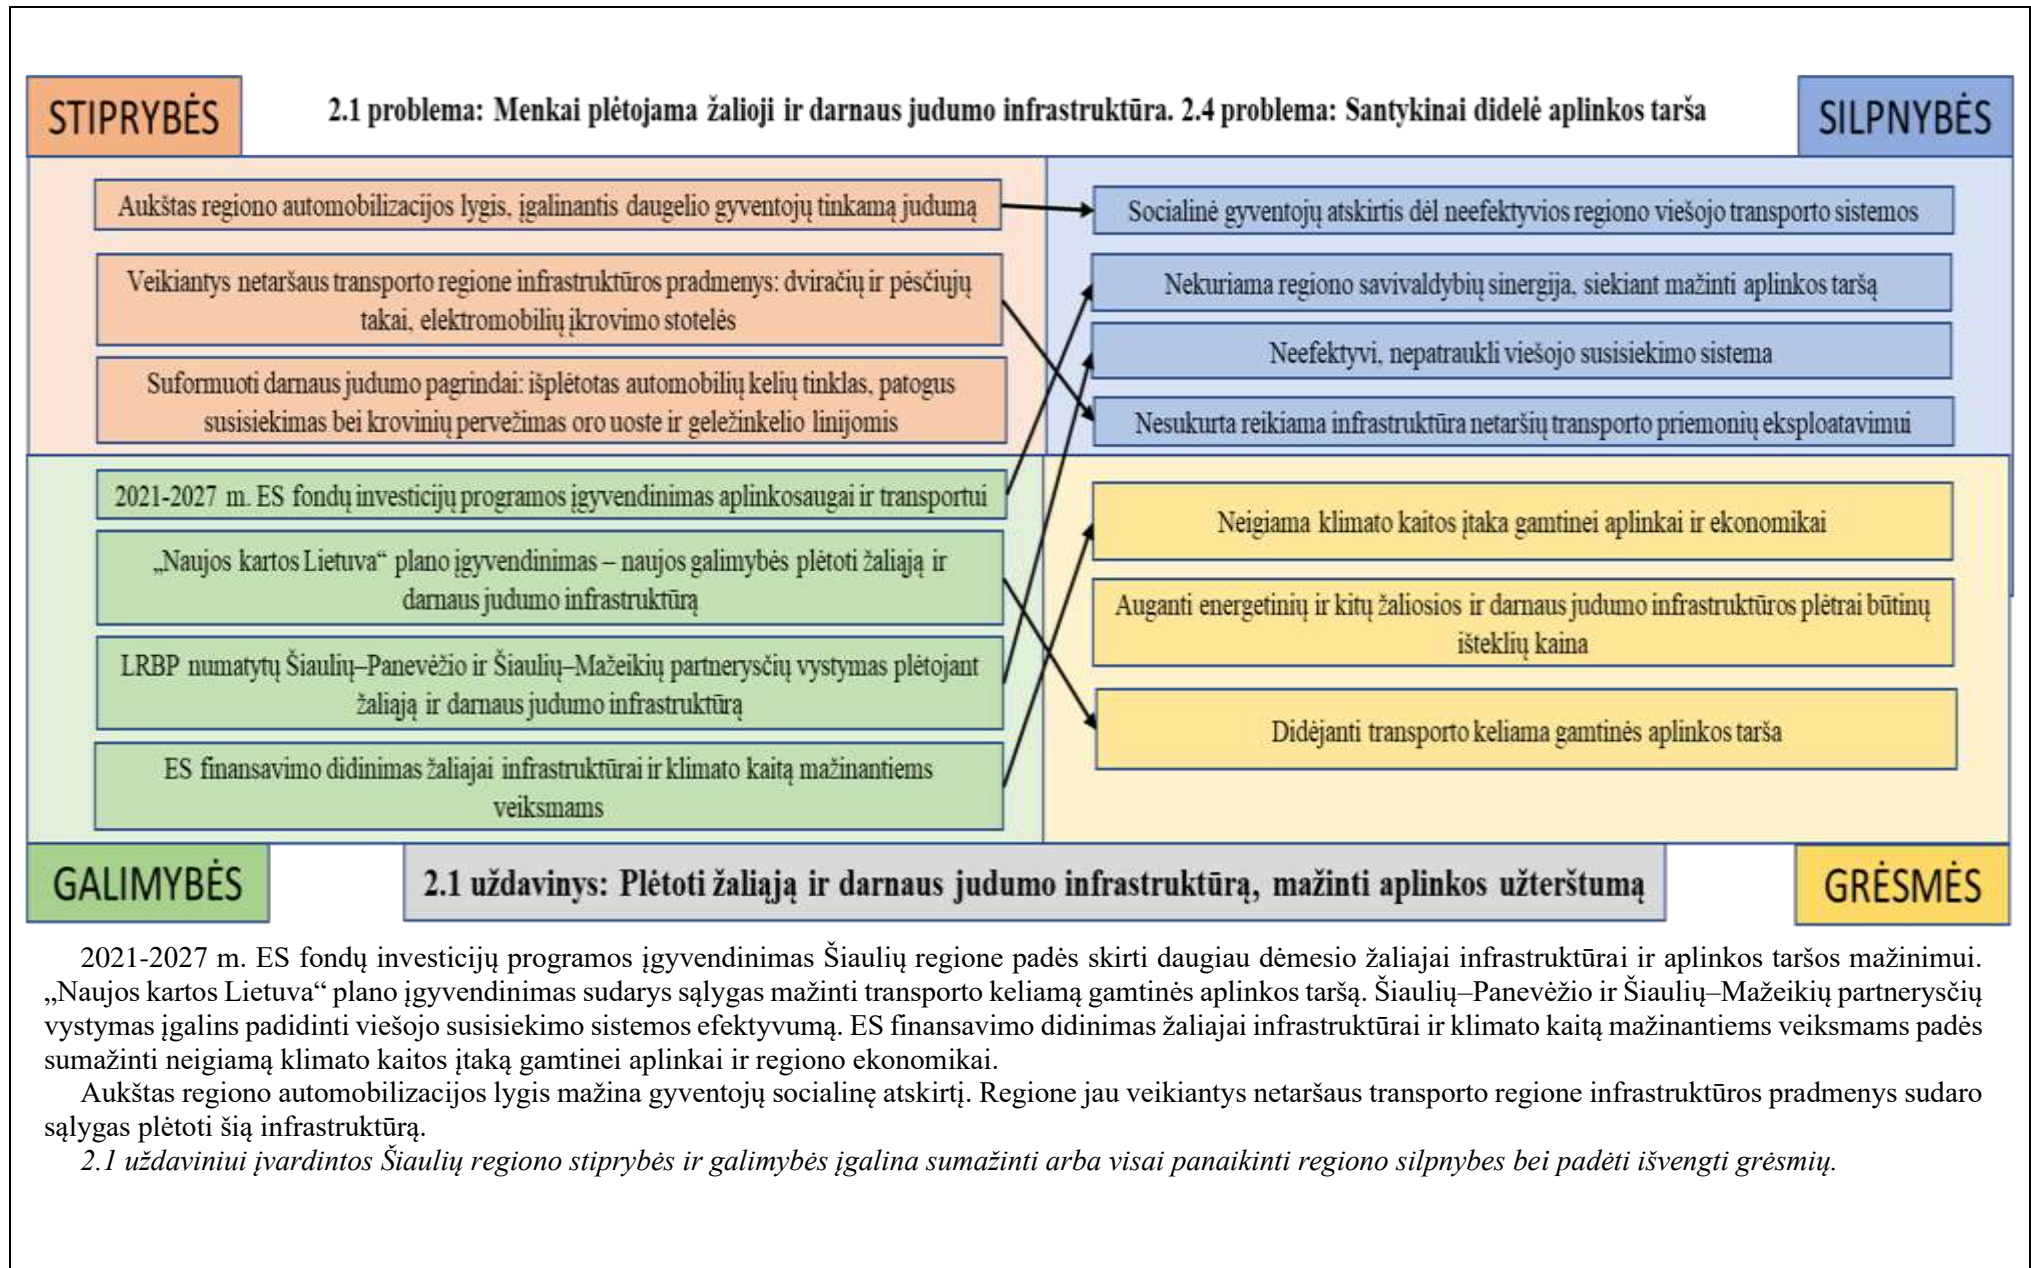 STIPRYBĖS
2.1 problema: Menkai plėtojama žalioji ir darnaus judumo infrastruktūra. 2.4 problema: Santykinai didelė aplinkos tarša
SILPNYBĖS
Aukštas regiono automobilizacijos lygis, įgalinantis daugelio gyventojų tinkamą judumą
Veikiantys netaršaus transporto regione infrastruktūros pradmenys: dviračių ir pėsčiųjų
takai, elektromobilių įkrovimo stotelės
Suformuoti darnaus judumo pagrindai: išplėtotas automobilių kelių tinklas, patogus
susisiekimas bei krovinių pervežimas oro uoste ir geležinkelio linijomis
Socialinė gyventojų atskirtis dėl neefektyvios regiono viešojo transporto sistemos
Nekuriama regiono savivaldybių sinergija, siekiant mažinti aplinkos taršą
Neefektyvi, nepatraukli viešojo susisiekimo sistema
Nesukurta reikiama infrastruktūra netaršių transporto priemonių eksploatavimui
2021-2027 m. ES fondų investicijų programos įgyvendinimas aplinkosaugai ir transportui
„Naujos kartos Lietuva“ plano įgyvendinimas – naujos galimybės plėtoti žaliąją ir
darnaus judumo infrastruktūrą
LRBP numatytų Šiaulių–Panevėžio ir Šiaulių–Mažeikių partnerysčių vystymas plėtojant
žaliąją ir darnaus judumo infrastruktūrą
ES finansavimo didinimas žaliajai infrastruktūrai ir klimato kaitą mažinantiems
veiksmams
Neigiama klimato kaitos įtaka gamtinei aplinkai ir ekonomikai
Auganti energetinių ir kitų žaliosios ir darnaus judumo infrastruktūros plėtrai būtinų
išteklių kaina
Didėjanti transporto keliama gamtinės aplinkos tarša
GALIMYBĖS
2.1 uždavinys: Plėtoti žaliąją ir darnaus judumo infrastruktūrą, mažinti aplinkos užterštumą
GRĖSMĖS
2021-2027 m. ES fondų investicijų programos įgyvendinimas Šiaulių regione padės skirti daugiau dėmesio žaliajai infrastruktūrai ir aplinkos taršos mažinimui.
„Naujos kartos Lietuva“ plano įgyvendinimas sudarys sąlygas mažinti transporto keliamą gamtinės aplinkos taršą. Šiaulių–Panevėžio ir Šiaulių–Mažeikių partnerysčių
vystymas įgalins padidinti viešojo susisiekimo sistemos efektyvumą. ES finansavimo didinimas žaliajai infrastruktūrai ir klimato kaitą mažinantiems veiksmams padės
sumažinti neigiamą klimato kaitos įtaką gamtinei aplinkai ir regiono ekonomikai.
Aukštas regiono automobilizacijos lygis mažina gyventojų socialinę atskirtį. Regione jau veikiantys netaršaus transporto regione infrastruktūros pradmenys sudaro
sąlygas plėtoti šią infrastruktūrą.
2.1 uždaviniui įvardintos Šiaulių regiono stiprybės ir galimybės įgalina sumažinti arba visai panaikinti regiono silpnybes bei padėti išvengti grėsmių.